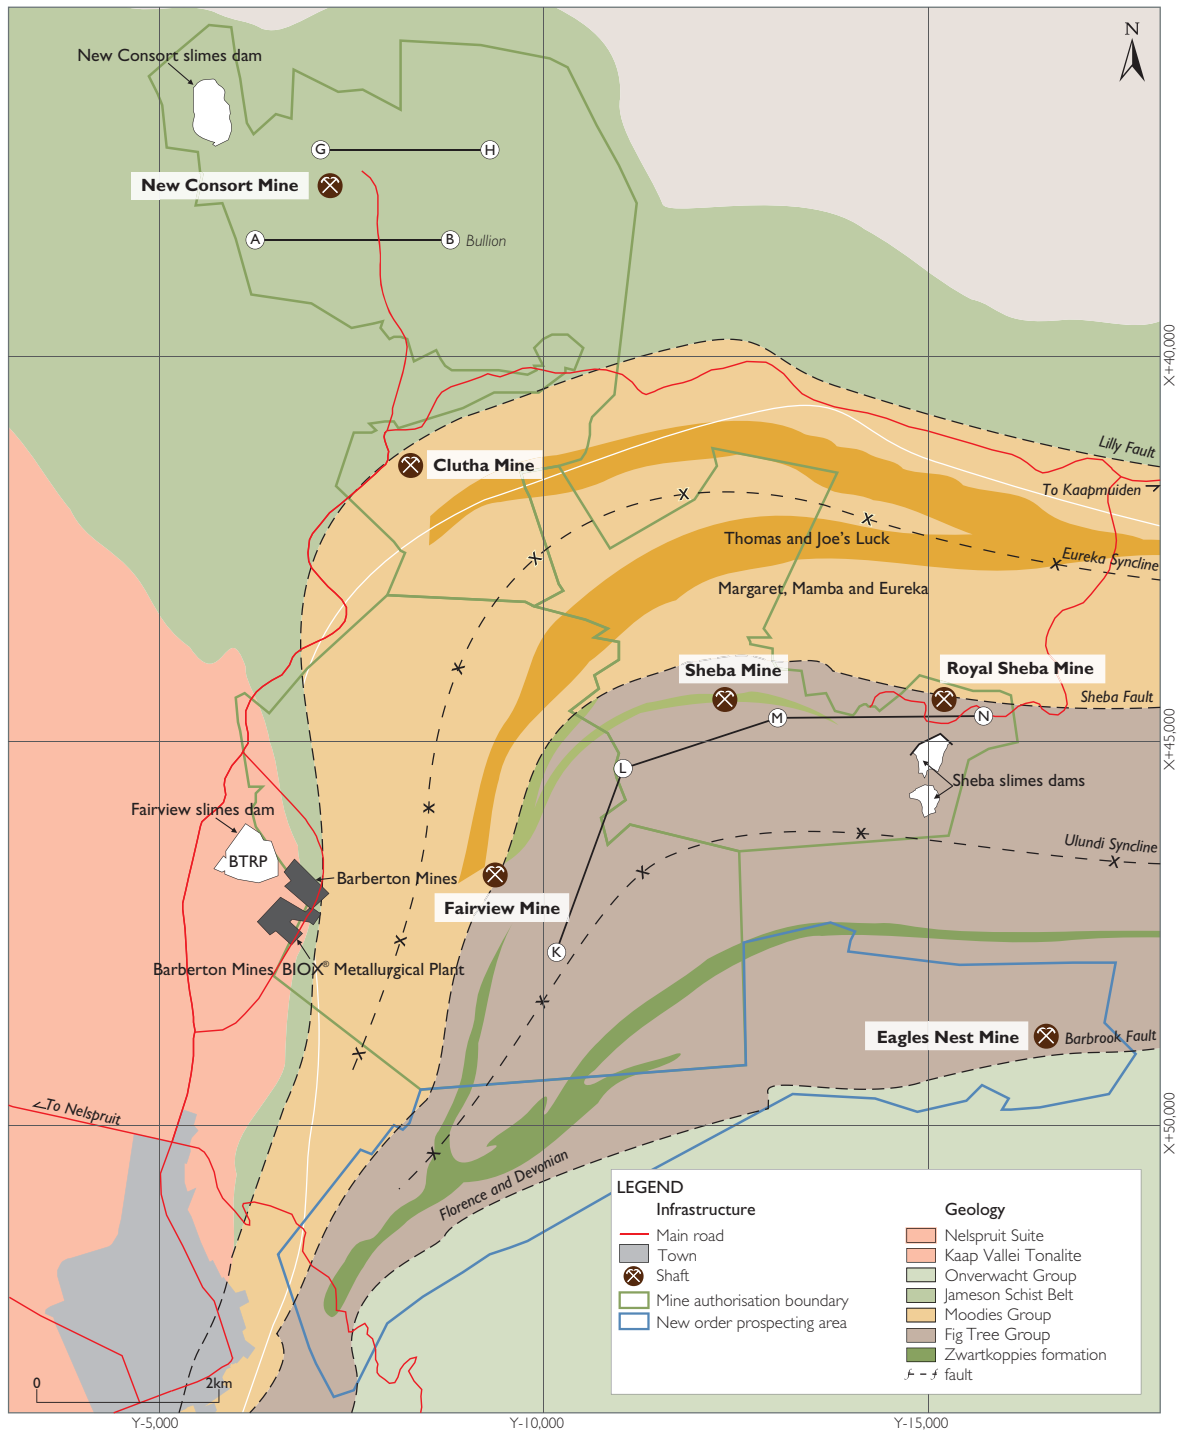 New Consort slimes dam
N
G
H
New Consort Mine
A
B
Bullion
X+40,000
Lilly Fault
Clutha Mine
To Kaapmuiden
Thomas and Joe's Luck
Eureka Syncline
Margaret, Mamba and Eureka
Sheba Mine
Royal Sheba Mine
Sheba Fault
M
N
X+45,000
L
Sheba slimes dams
Fairview slimes dam
BTRP
Ulundi Syncline
Barberton Mines
Fairview Mine
K
Barberton Mines BIOX® Metallurgical Plant
Eagles Nest Mine
Barbrook Fault
To Nelspruit
X+50,000
Florence and Devonian
LEGEND
Infrastructure
Main road
Town
Shaft
Mine authorisation boundary
New order prospecting area
Geology
Nelspruit Suite
Kaap Vallei Tonalite
Onverwacht Group
Jameson Schist Belt
Moodies Group
Fig Tree Group
Zwartkoppies formation
fault
0
2km
Y-5,000
Y-10,000
Y-15,000